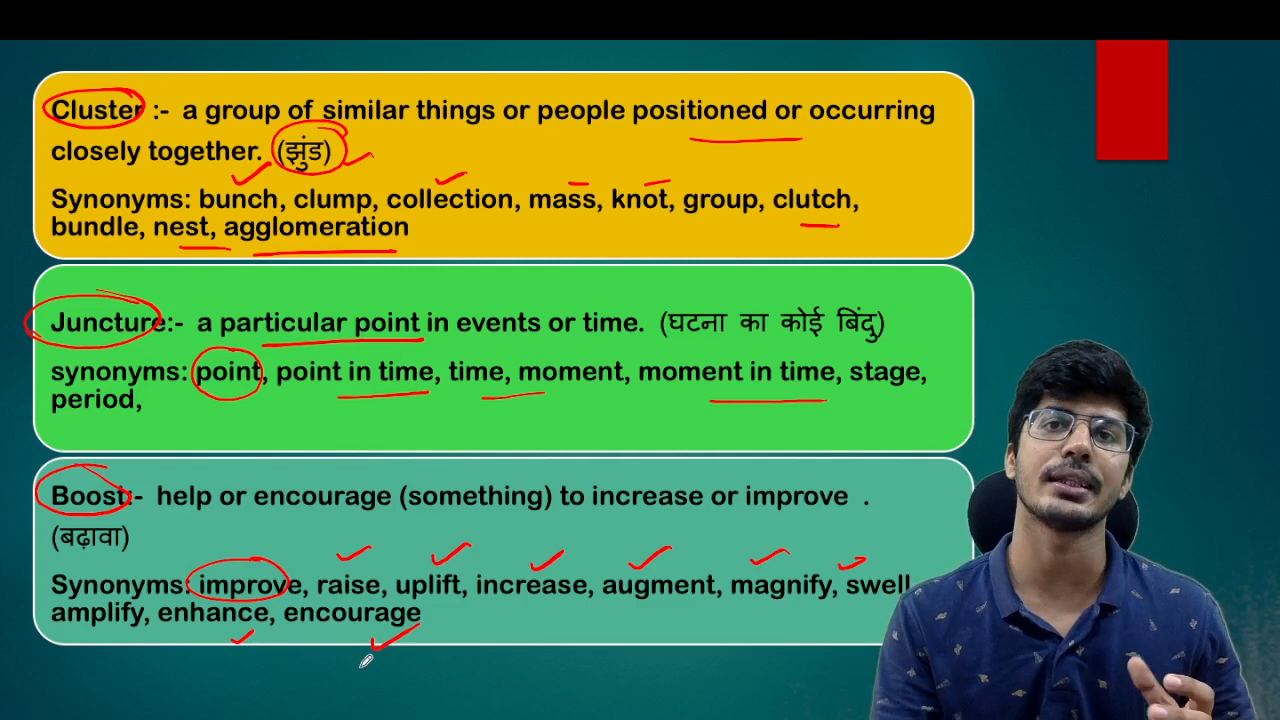 Cluster :- a group of similar things or people positioned or occurring
closely together. (झुंड)
Synonyms: bunch, clump, collection, mass, knot, group, clutch,
bundle, nest, agglomeration
Juncture:- a particular point in events or time. (घटना का कोई बिंदु)
synonyms: point, point in time, time, moment, moment in time, stage,
period,
Boost:- help or encourage (something) to increase or improve .
(बढ़ावा)
Synonyms: improve, raise, uplift, increase, augment, magnify, swell
amplify, enhance, encourage